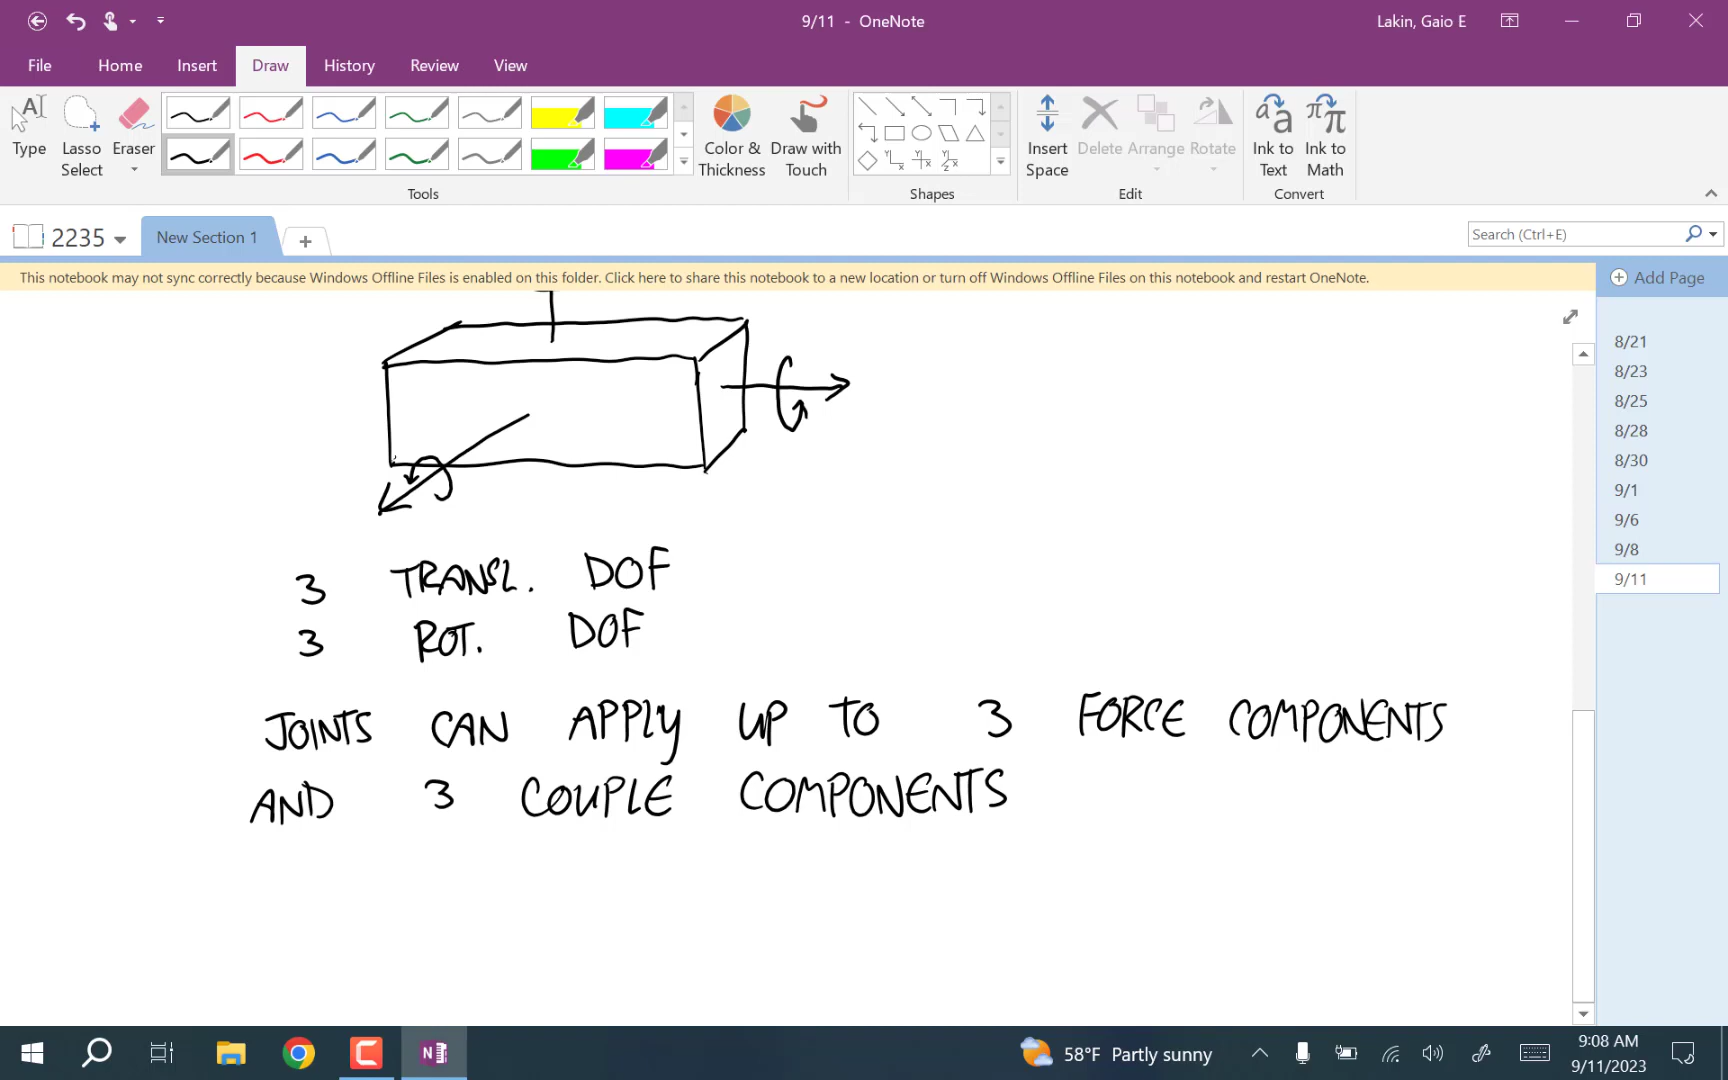 9/11 - OneNote
Lakin, Gaio E
File Home Insert Draw History Review View
Type
Lasso Select
Eraser
Color & Thickness
Draw with Touch
Insert Space
Delete
Arrange
Rotate
Ink to Text
Ink to Math
Tools
Shapes
Edit
Convert
2235
New Section 1
Search (Ctrl+E)
This notebook may not sync correctly because Windows Offline Files is enabled on this folder. Click here to share this notebook to a new location or turn off Windows Offline Files on this notebook and restart OneNote.
Add Page
8/21
8/23
8/25
8/28
8/30
9/1
9/6
9/8
9/11
3 TRANSL. DOF
3 ROT. DOF
JOINTS CAN APPLY UP TO 3 FORCE COMPONENTS
AND 3 COUPLE COMPONENTS
58°F Partly sunny
9:08 AM
9/11/2023